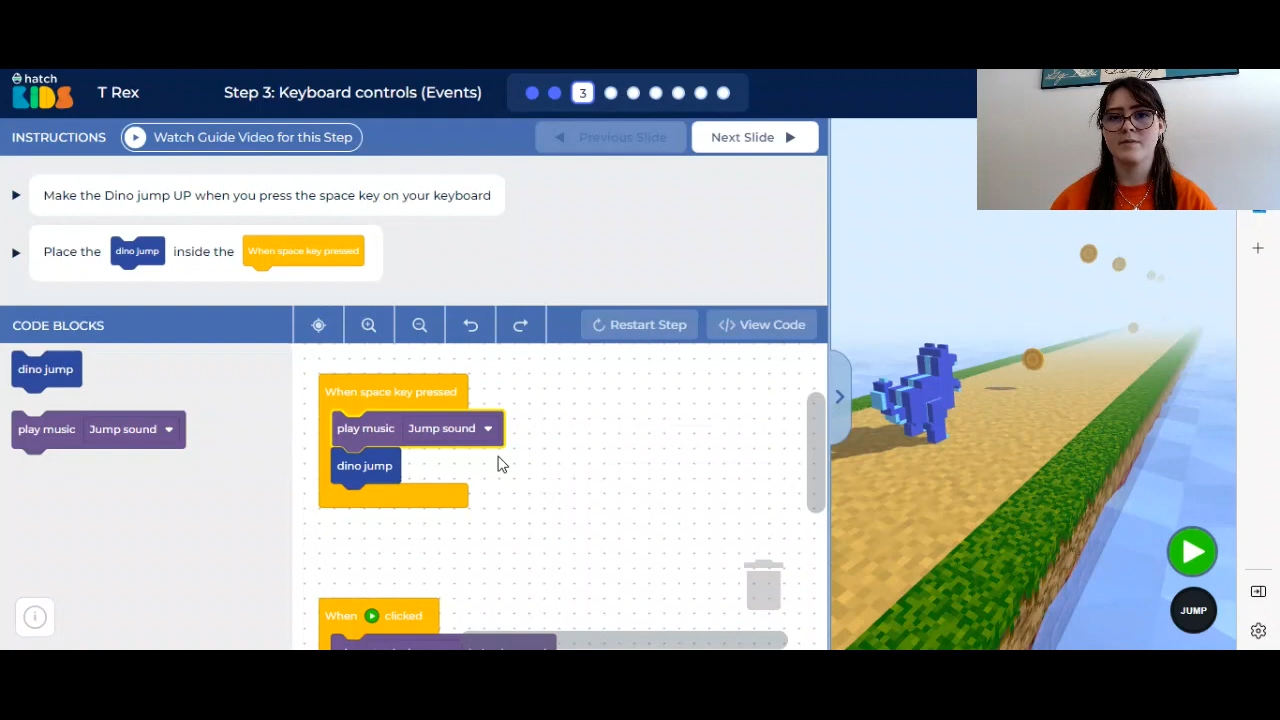 hatch
KIDS
T Rex
Step 3: Keyboard controls (Events)
3
INSTRUCTIONS
Watch Guide Video for this Step
Previous Slide
Next Slide
Make the Dino jump UP when you press the space key on your keyboard
Place the dino jump inside the When space key pressed
CODE BLOCKS
Restart Step
</> View Code
dino jump
play music Jump sound
When space key pressed
play music Jump sound
dino jump
When clicked
JUMP